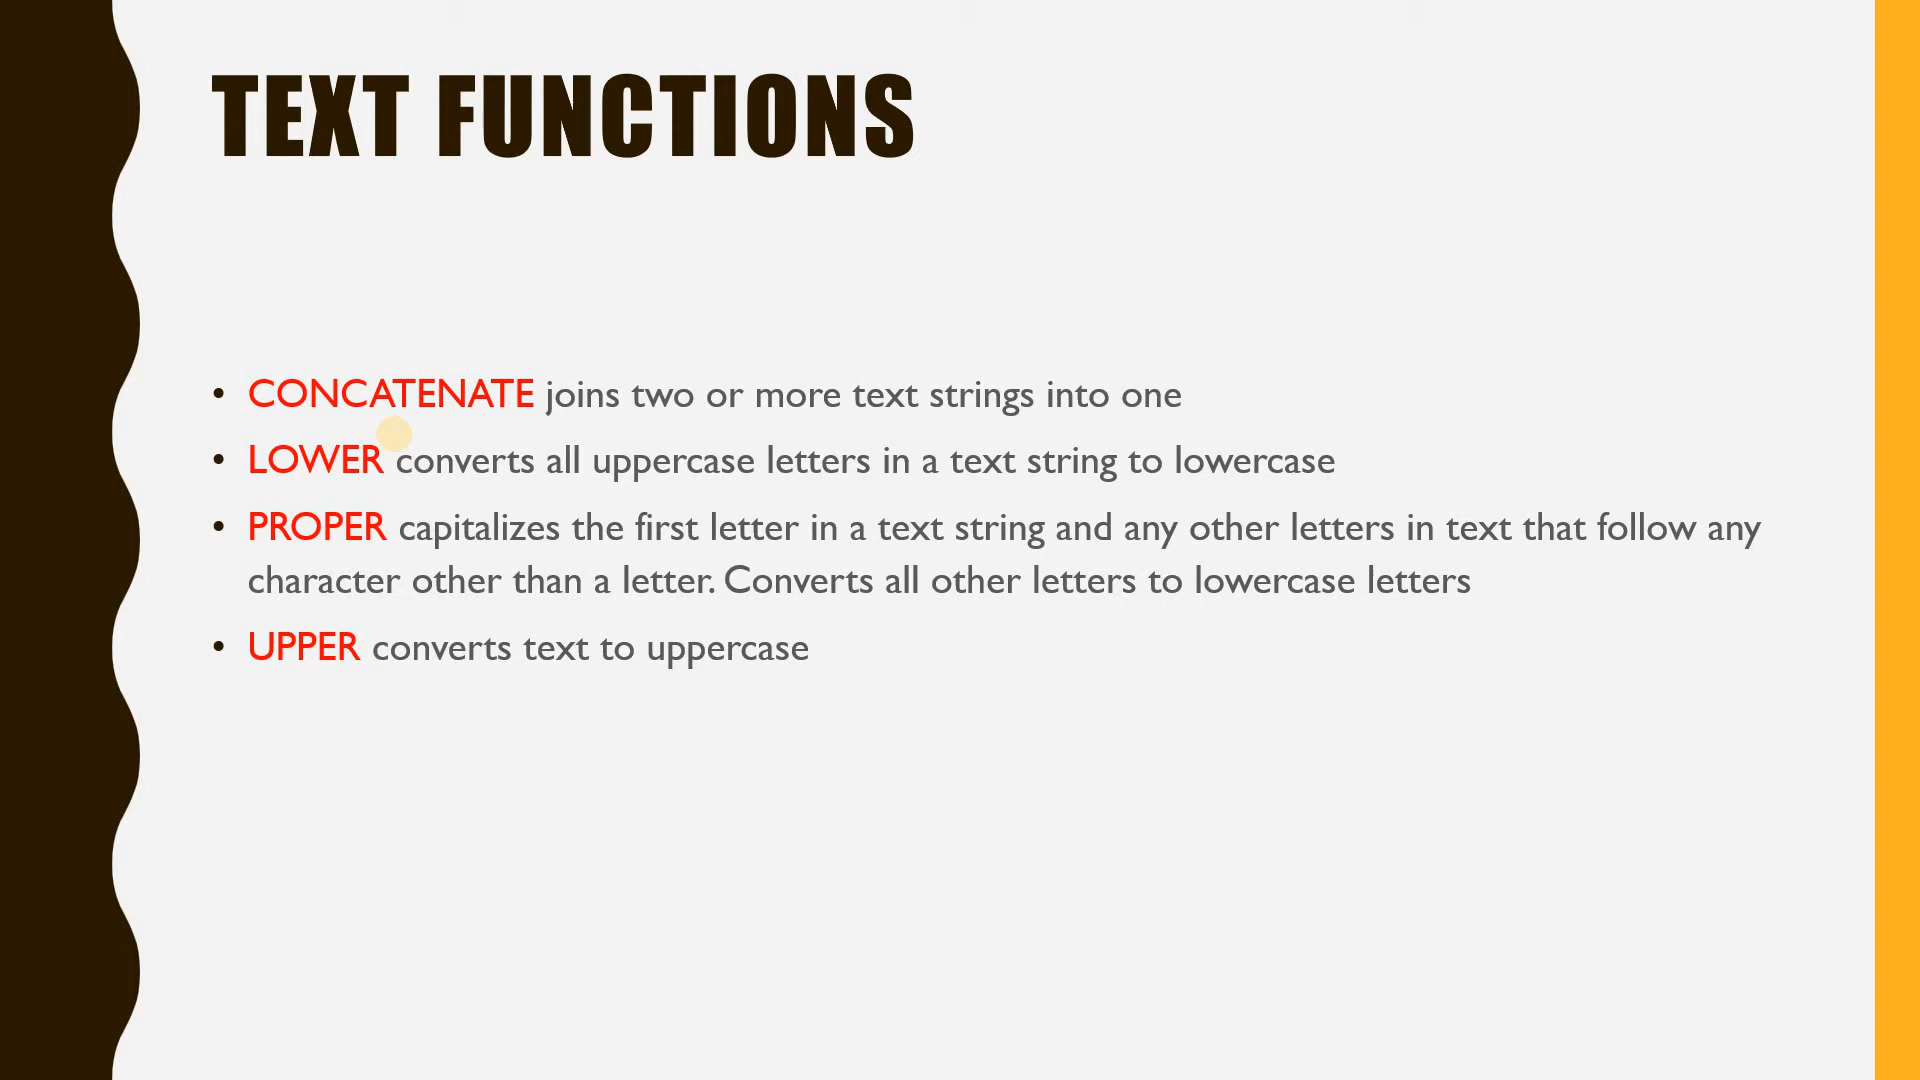 TEXT FUNCTIONS
• CONCATENATE joins two or more text strings into one
• LOWER converts all uppercase letters in a text string to lowercase
• PROPER capitalizes the first letter in a text string and any other letters in text that follow any
character other than a letter. Converts all other letters to lowercase letters
• UPPER converts text to uppercase